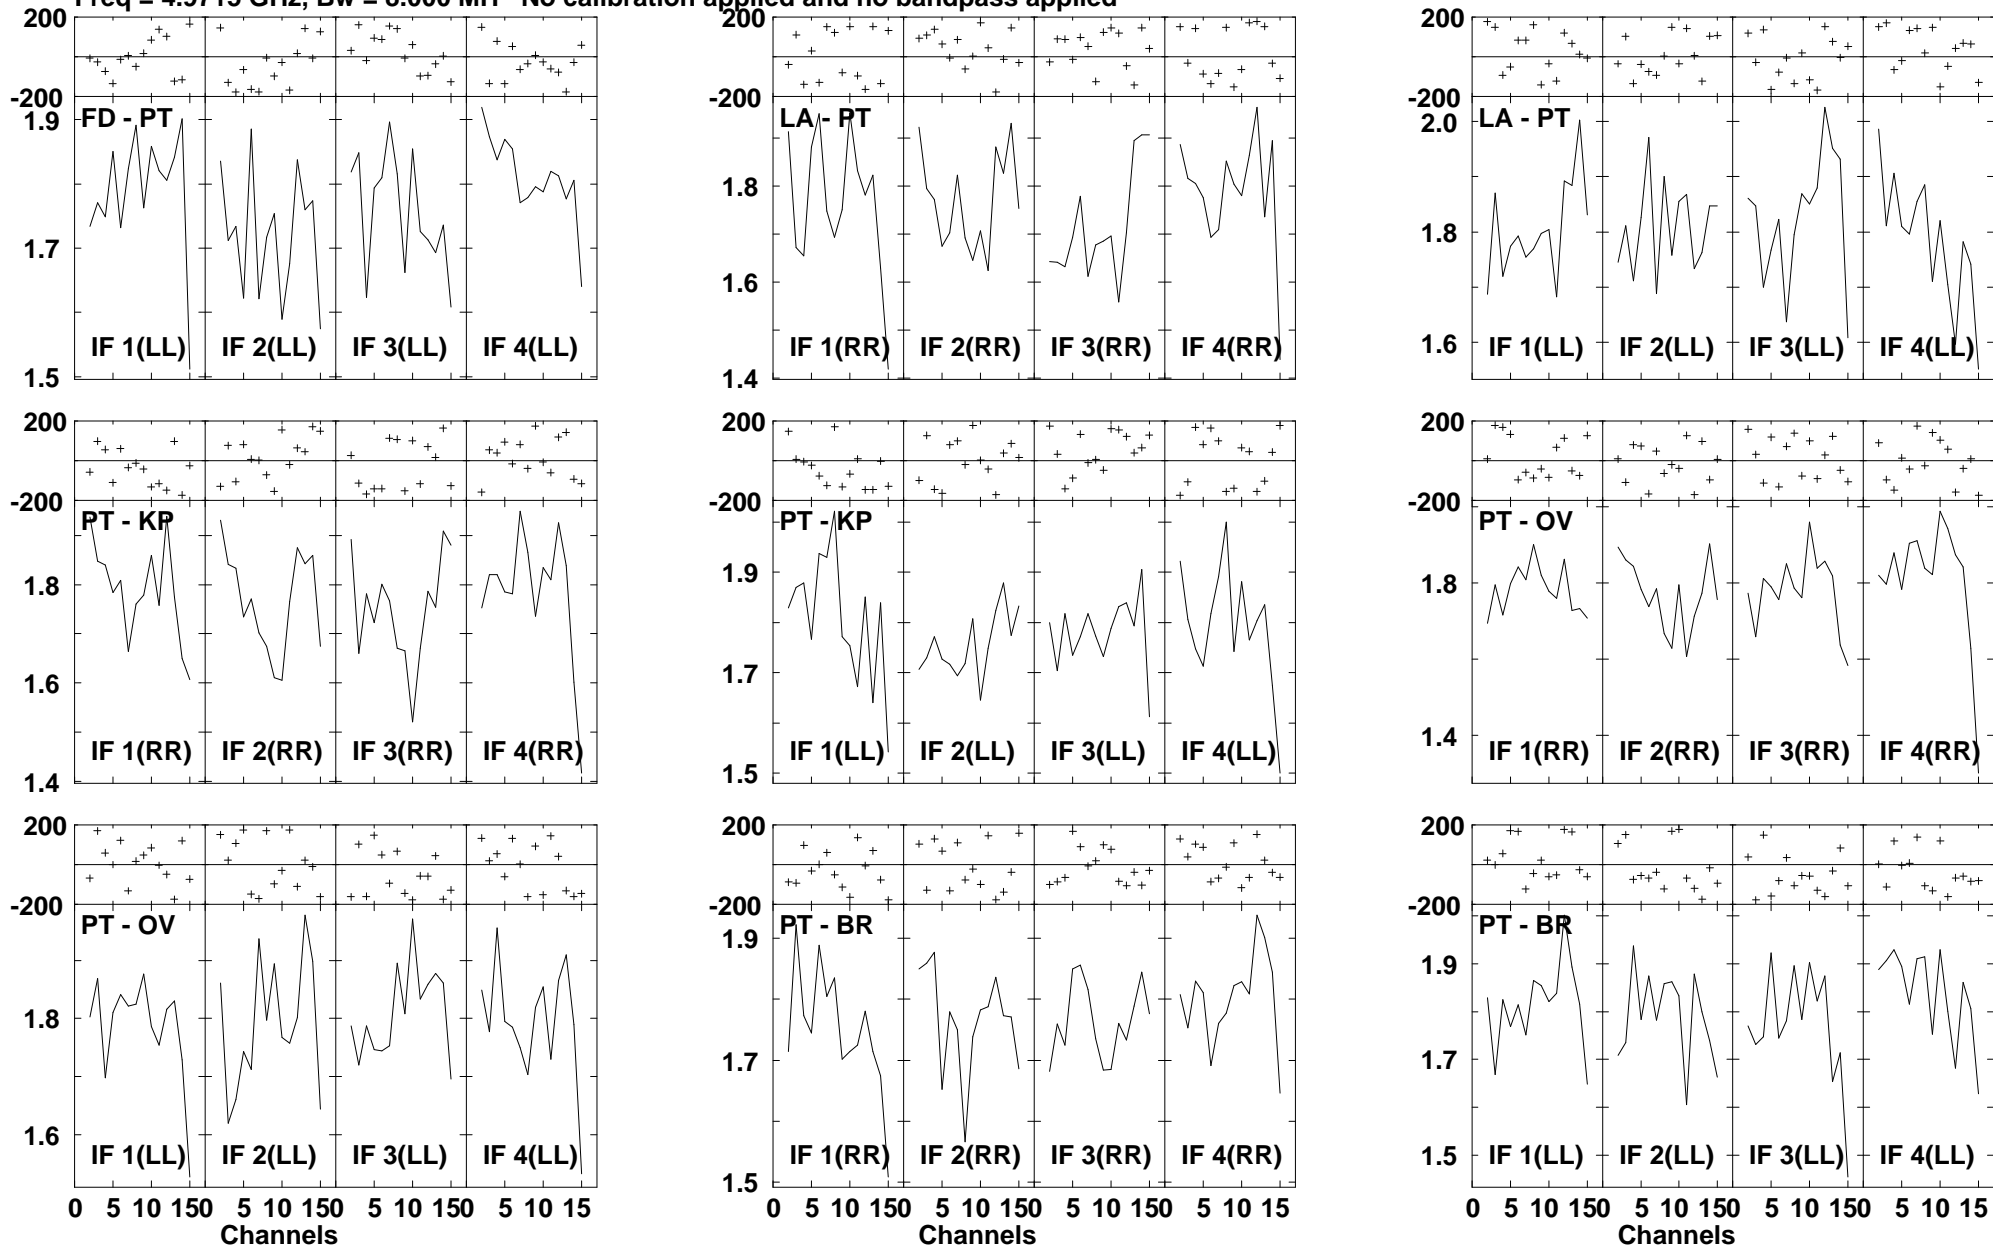 Freq = 4.9715 GHz, Bw = 8.000 MH No calibration applied and no bandpass applied
200 200 200
-200 -200 -200
FD - PT LA - PT LA - PT
1.9 1.8 2.0
1.7 1.6 1.8
1.5 1.4 1.6
IF 1(LL) IF 2(LL) IF 3(LL) IF 4(LL) IF 1(RR) IF 2(RR) IF 3(RR) IF 4(RR) IF 1(LL) IF 2(LL) IF 3(LL) IF 4(LL)
200 200 200
-200 -200 -200
PT - KP PT - KP PT - OV
1.8 1.9 1.8
1.6 1.7 1.4
1.4 1.5
IF 1(RR) IF 2(RR) IF 3(RR) IF 4(RR) IF 1(LL) IF 2(LL) IF 3(LL) IF 4(LL) IF 1(RR) IF 2(RR) IF 3(RR) IF 4(RR)
200 200 200
-200 -200 -200
PT - OV PT - BR PT - BR
1.8 1.9 1.9
1.6 1.7 1.7
1.5 1.5
IF 1(LL) IF 2(LL) IF 3(LL) IF 4(LL) IF 1(RR) IF 2(RR) IF 3(RR) IF 4(RR) IF 1(LL) IF 2(LL) IF 3(LL) IF 4(LL)
0 5 10 150 5 10 150 5 10 150 5 10 15 0 5 10 150 5 10 150 5 10 150 5 10 15 0 5 10 150 5 10 150 5 10 150 5 10 15
Channels Channels Channels